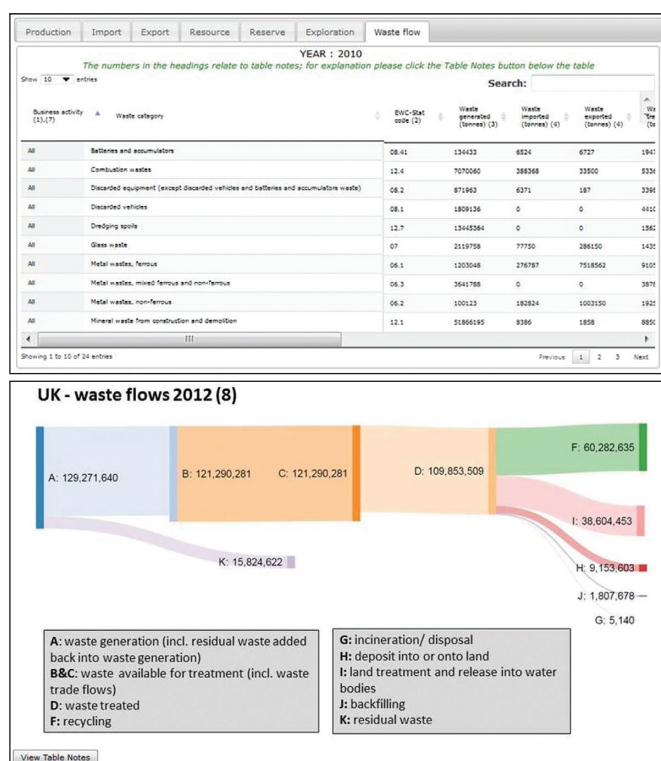 Production Import Export Resource Reserve Exploration Waste flow
YEAR : 2010
The numbers in the headings relate to table notes; for explanation please click the Table Notes button below the table
Show 10 entries Search:
Business activity (1),(7) Waste category EWC-Stat code (2) Waste generated (tonnes) (3) Waste imported (tonnes) (4) Waste exported (tonnes) (4)
All Batteries and accumulators 08.41 134433 6524 6727 1947
All Combustion wastes 12.4 7070060 388368 33500 5336
All Discarded equipment (except discarded vehicles and batteries and accumulators waste) 08.2 871963 6371 187 3398
All Discarded vehicles 08.1 1809136 0 0 4410
All Dredging spoils 12.7 13445364 0 0 1562
All Glass waste 07 2119758 77750 286150 1435
All Metal wastes, ferrous 06.1 1203048 276787 7518562 9105
All Metal wastes, mixed ferrous and non-ferrous 06.3 3641788 0 0 3878
All Metal wastes, non-ferrous 06.2 100123 182824 1003150 1925
All Mineral waste from construction and demolition 12.1 51866195 8386 1858 8850
Showing 1 to 10 of 24 entries Previous 1 2 3 Next
UK - waste flows 2012 (8)
A: 129,271,640
B: 121,290,281
C: 121,290,281
D: 109,853,509
F: 60,282,635
I: 38,604,453
H: 9,153,603
J: 1,807,678
G: 5,140
K: 15,824,622
A: waste generation (incl. residual waste added
back into waste generation)
B&C: waste available for treatment (incl. waste
trade flows)
D: waste treated
F: recycling
G: incineration/ disposal
H: deposit into or onto land
I: land treatment and release into water
bodies
J: backfilling
K: residual waste
View Table Notes